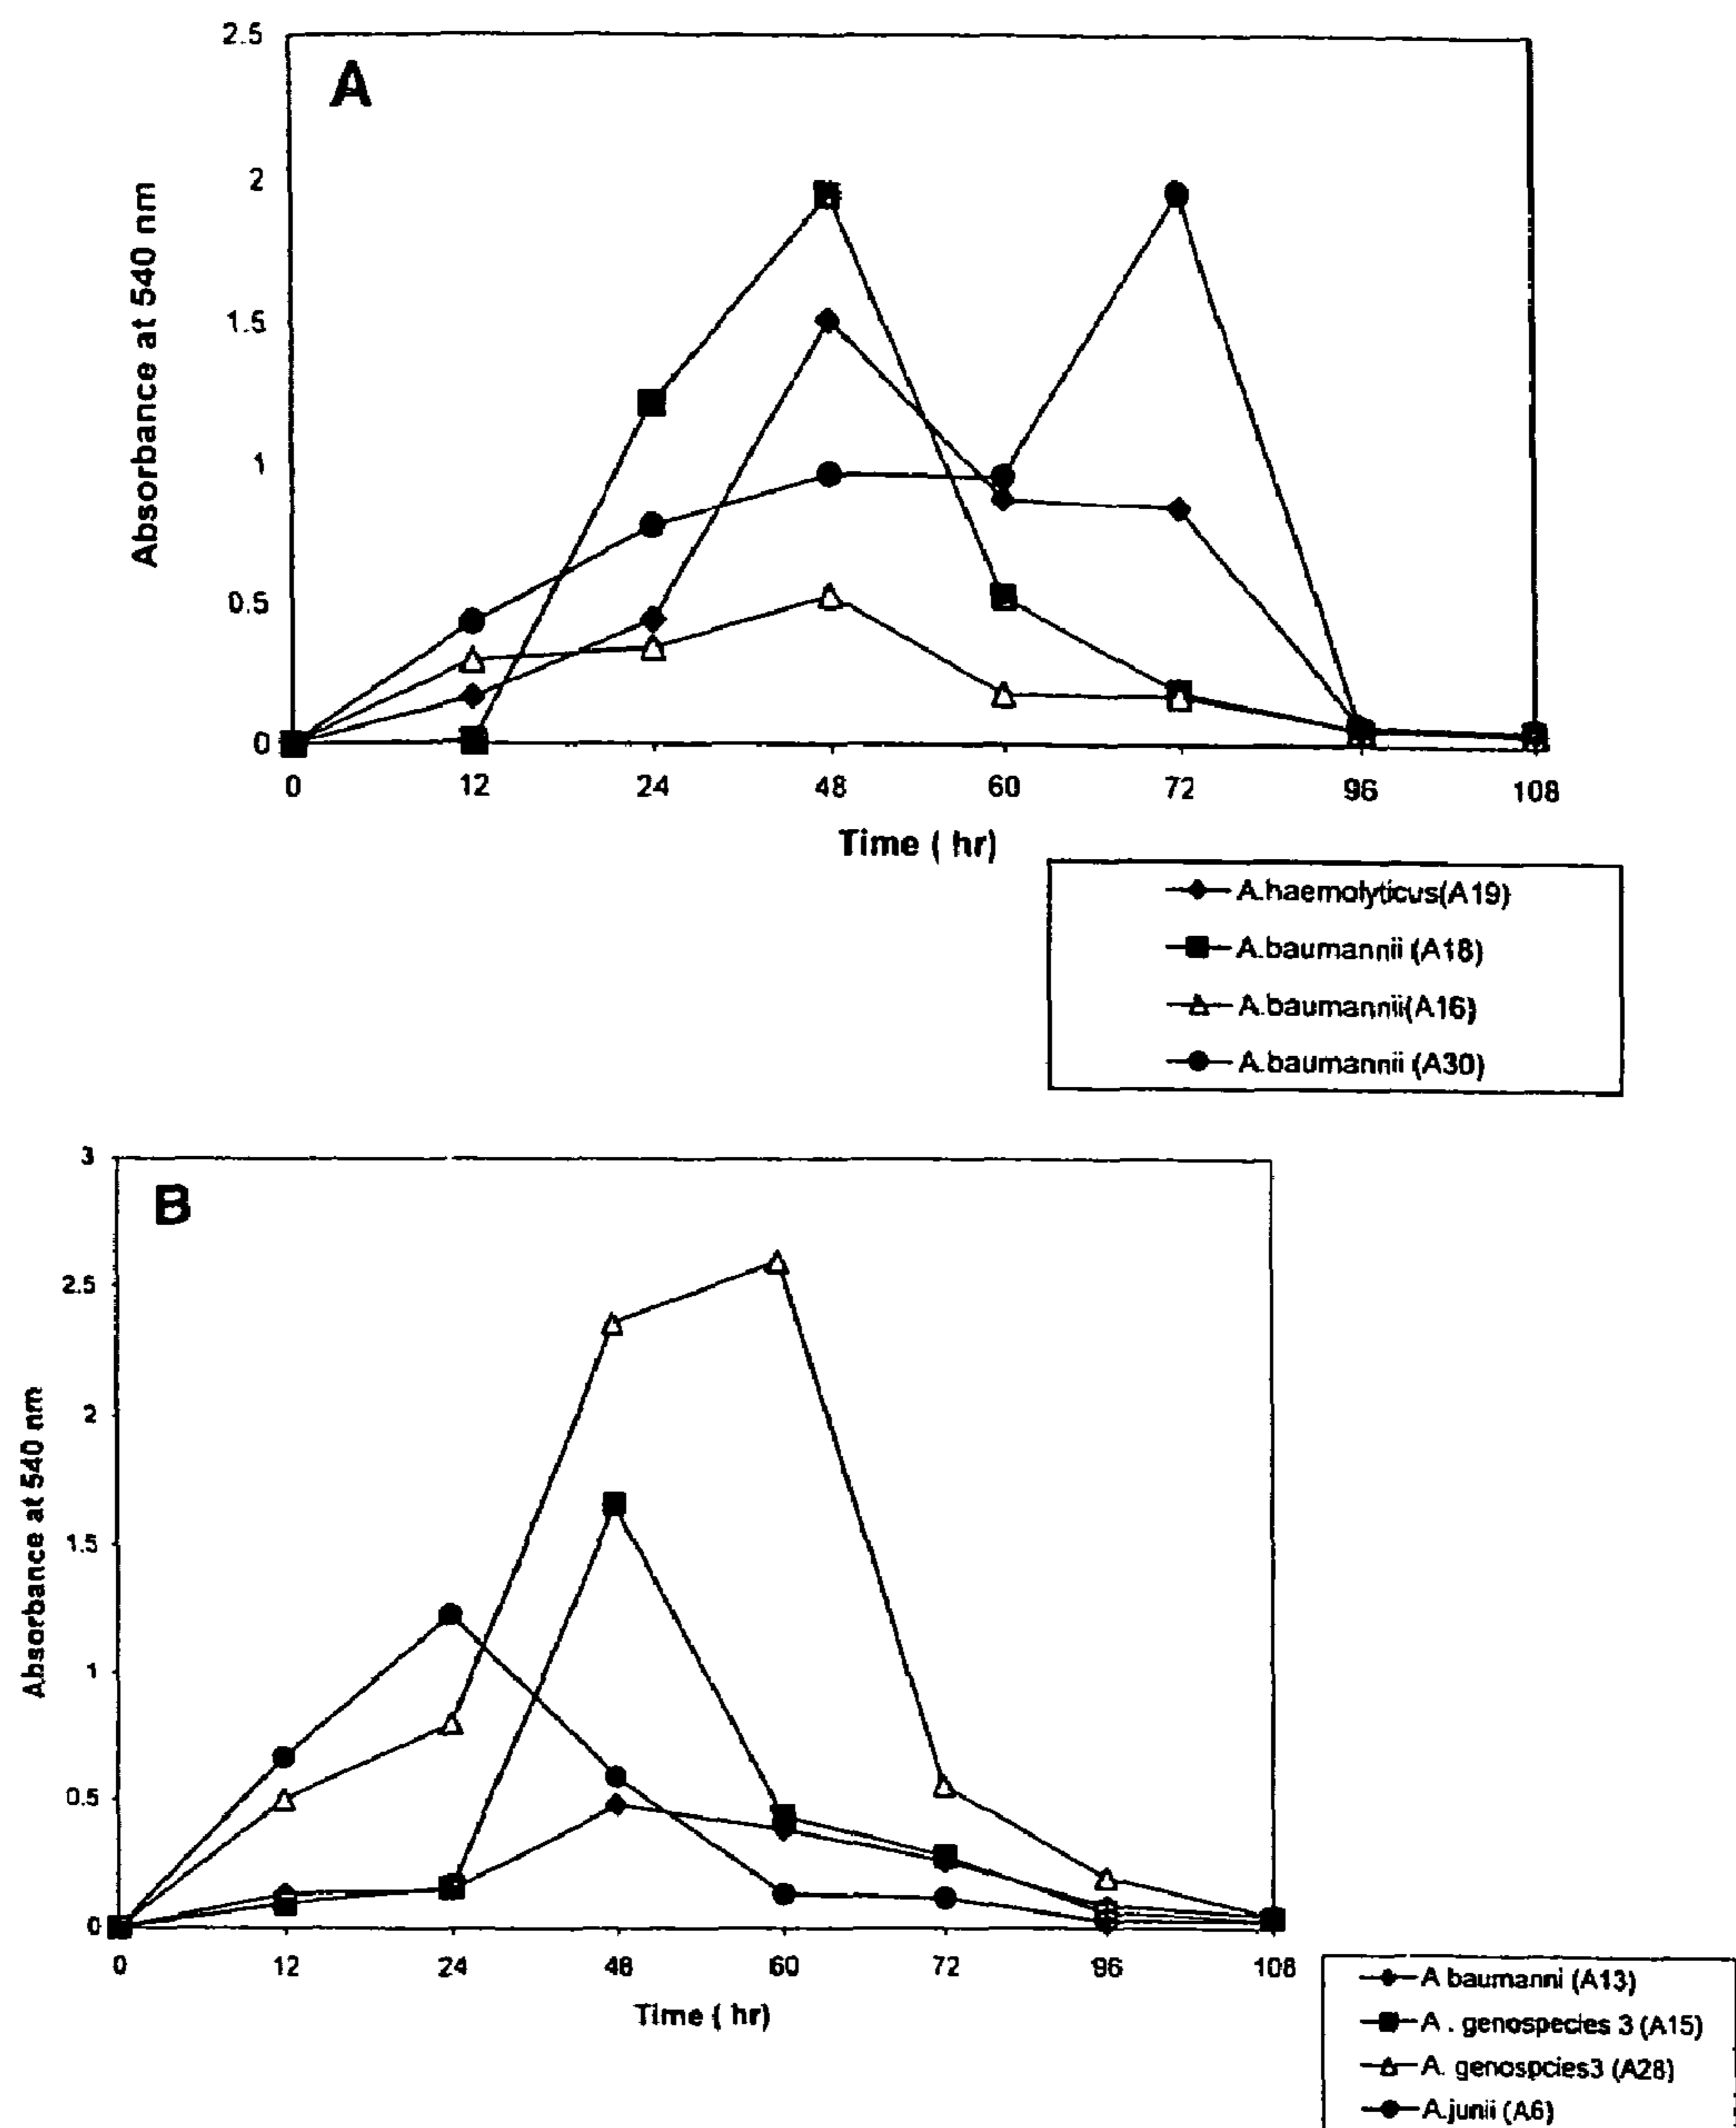 2.5
A
2
1.5
1
0.5
0
Absorbance at 540 nm
0 12 24 48 60 72 96 108
Time ( hr)
A.haemolyticus(A19)
A.baumannii (A18)
A.baumannii(A16)
A.baumannii (A30)
3
B
2.5
2
1.5
1
0.5
0
Absorbance at 540 nm
0 12 24 48 60 72 96 108
Time ( hr)
A baumanni (A13)
A . genospecies 3 (A15)
A. genospcies3 (A28)
A.junii (A6)